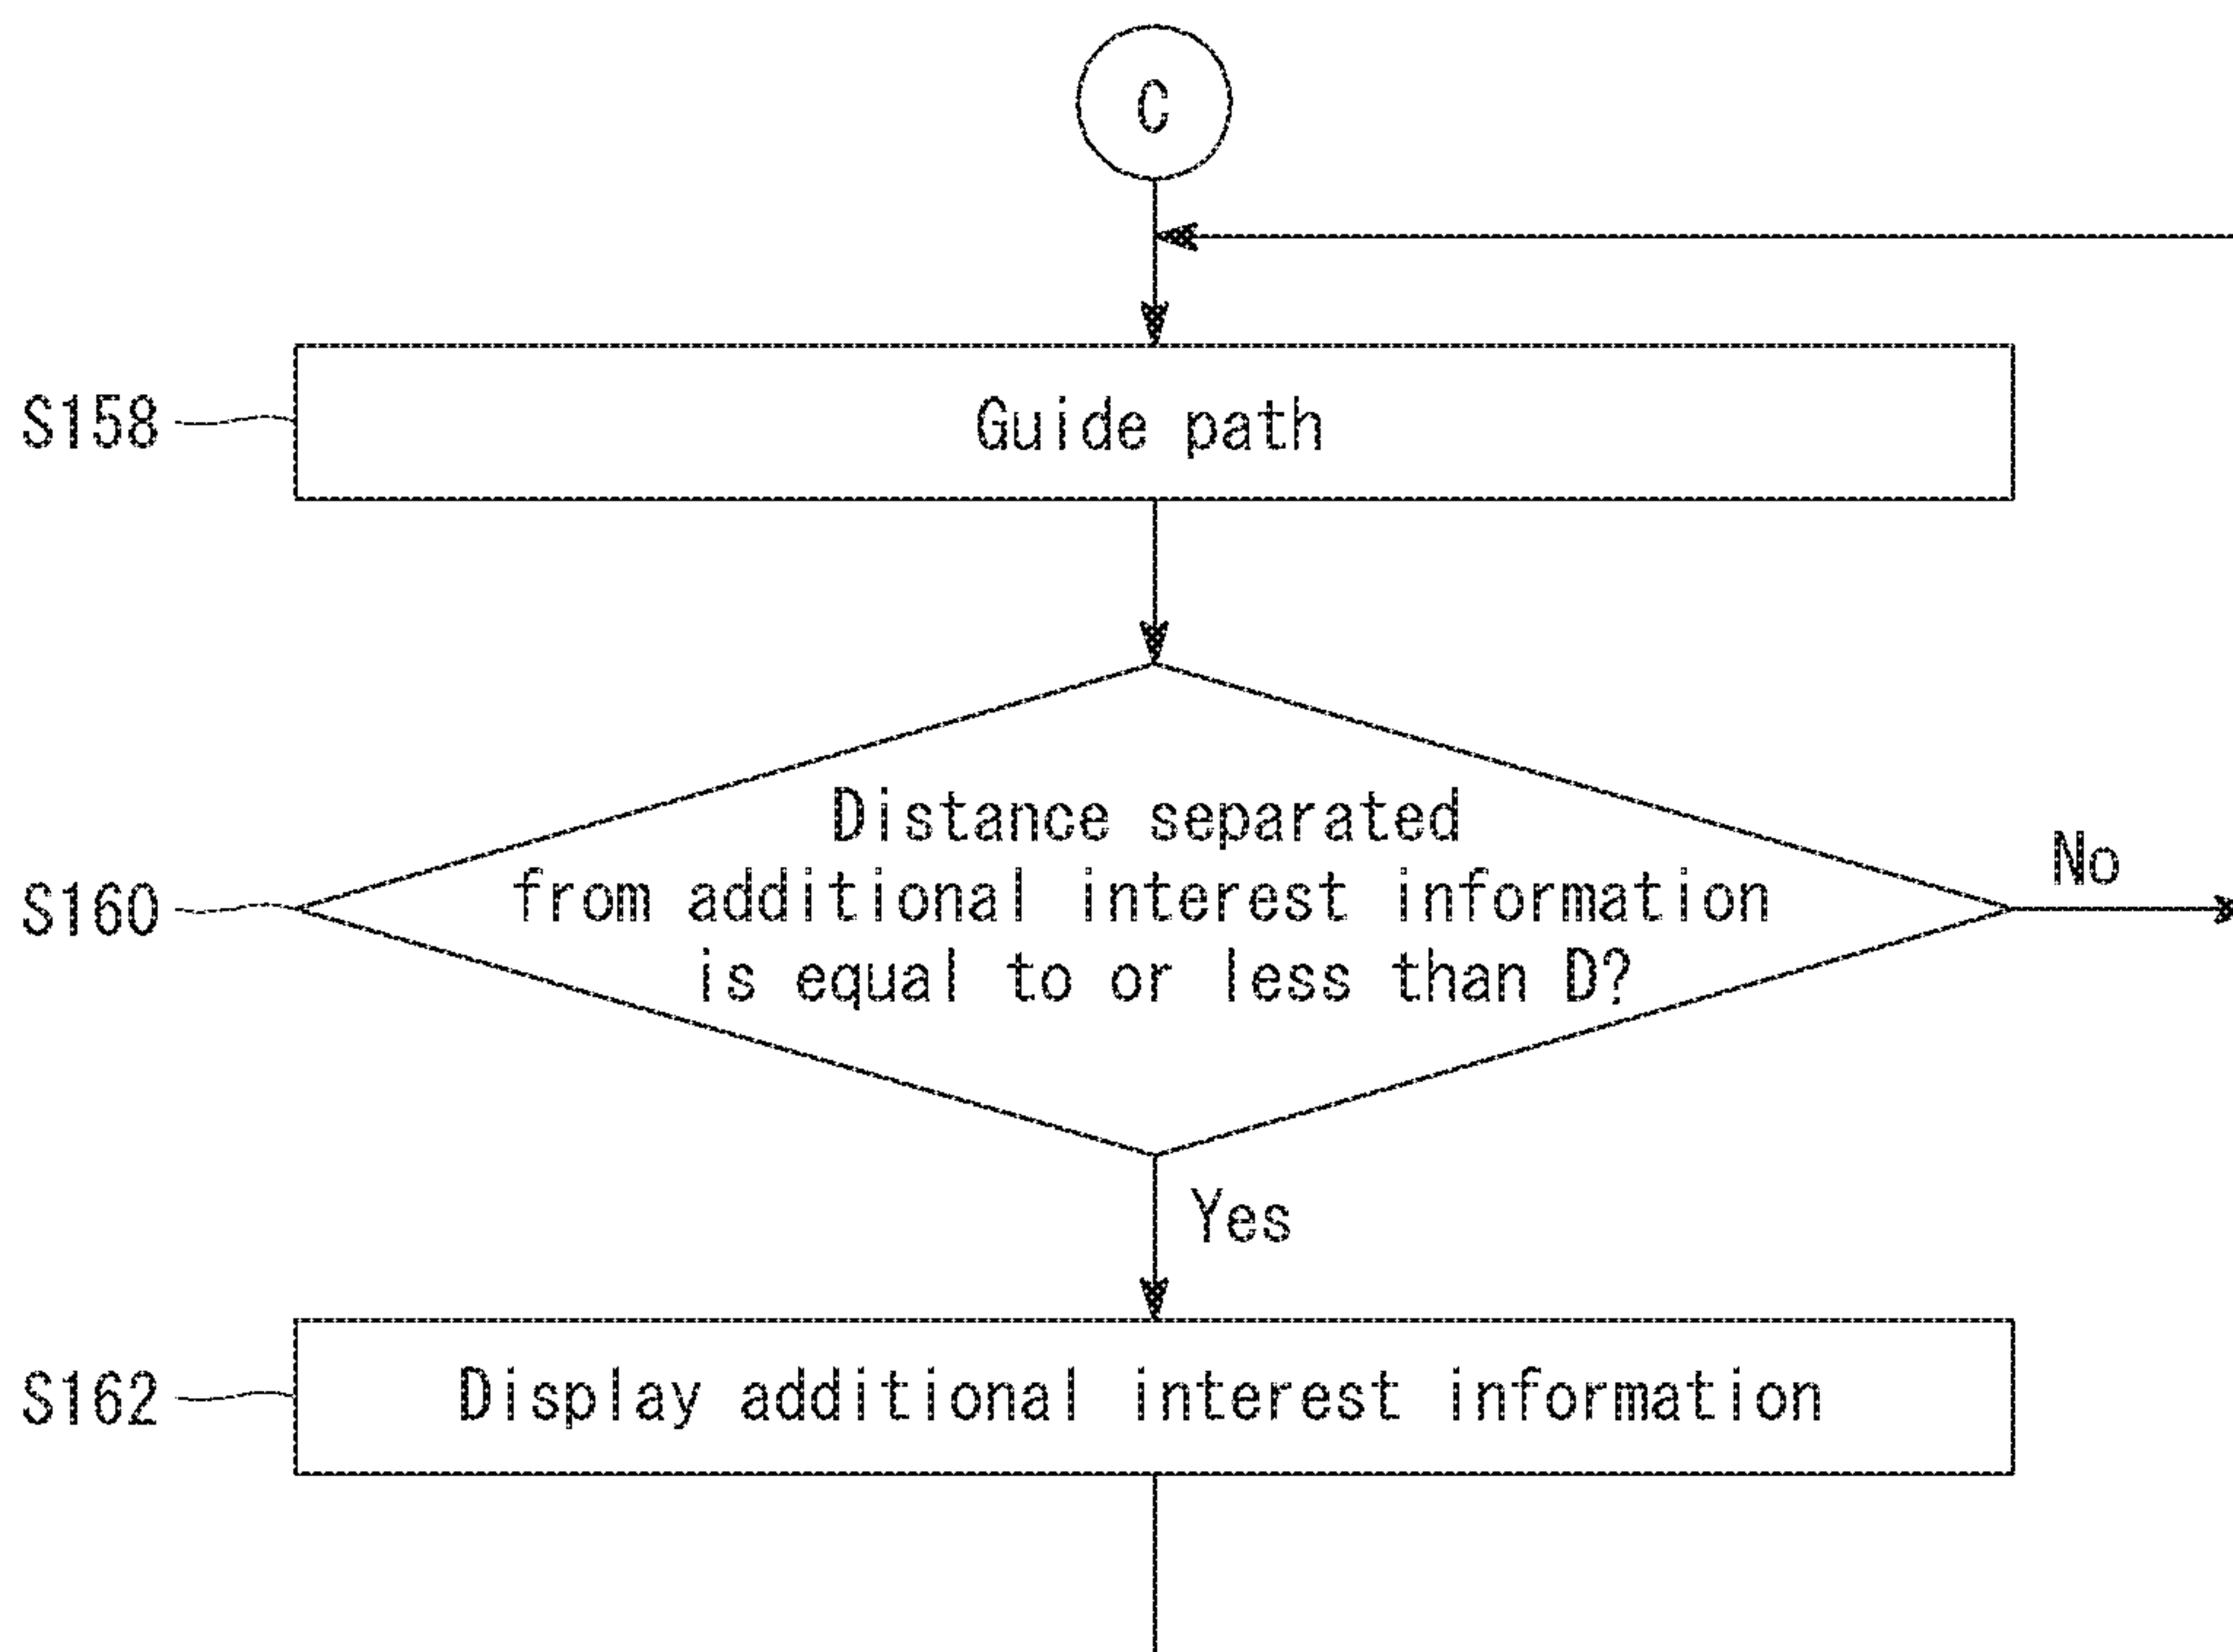 C
S158
Guide path
Distance separated
from additional interest information
is equal to or less than D?
S160
No
Yes
S162
Display additional interest information